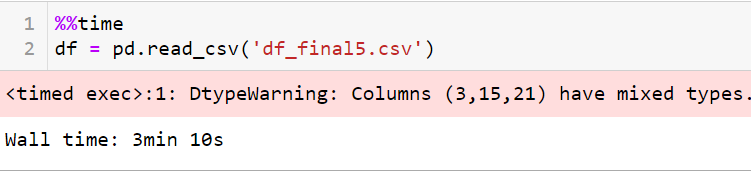 1 %%time
2 df = pd.read_csv('df_final5.csv')
<timed exec>:1: DtypeWarning: Columns (3,15,21) have mixed types.
Wall time: 3min 10s